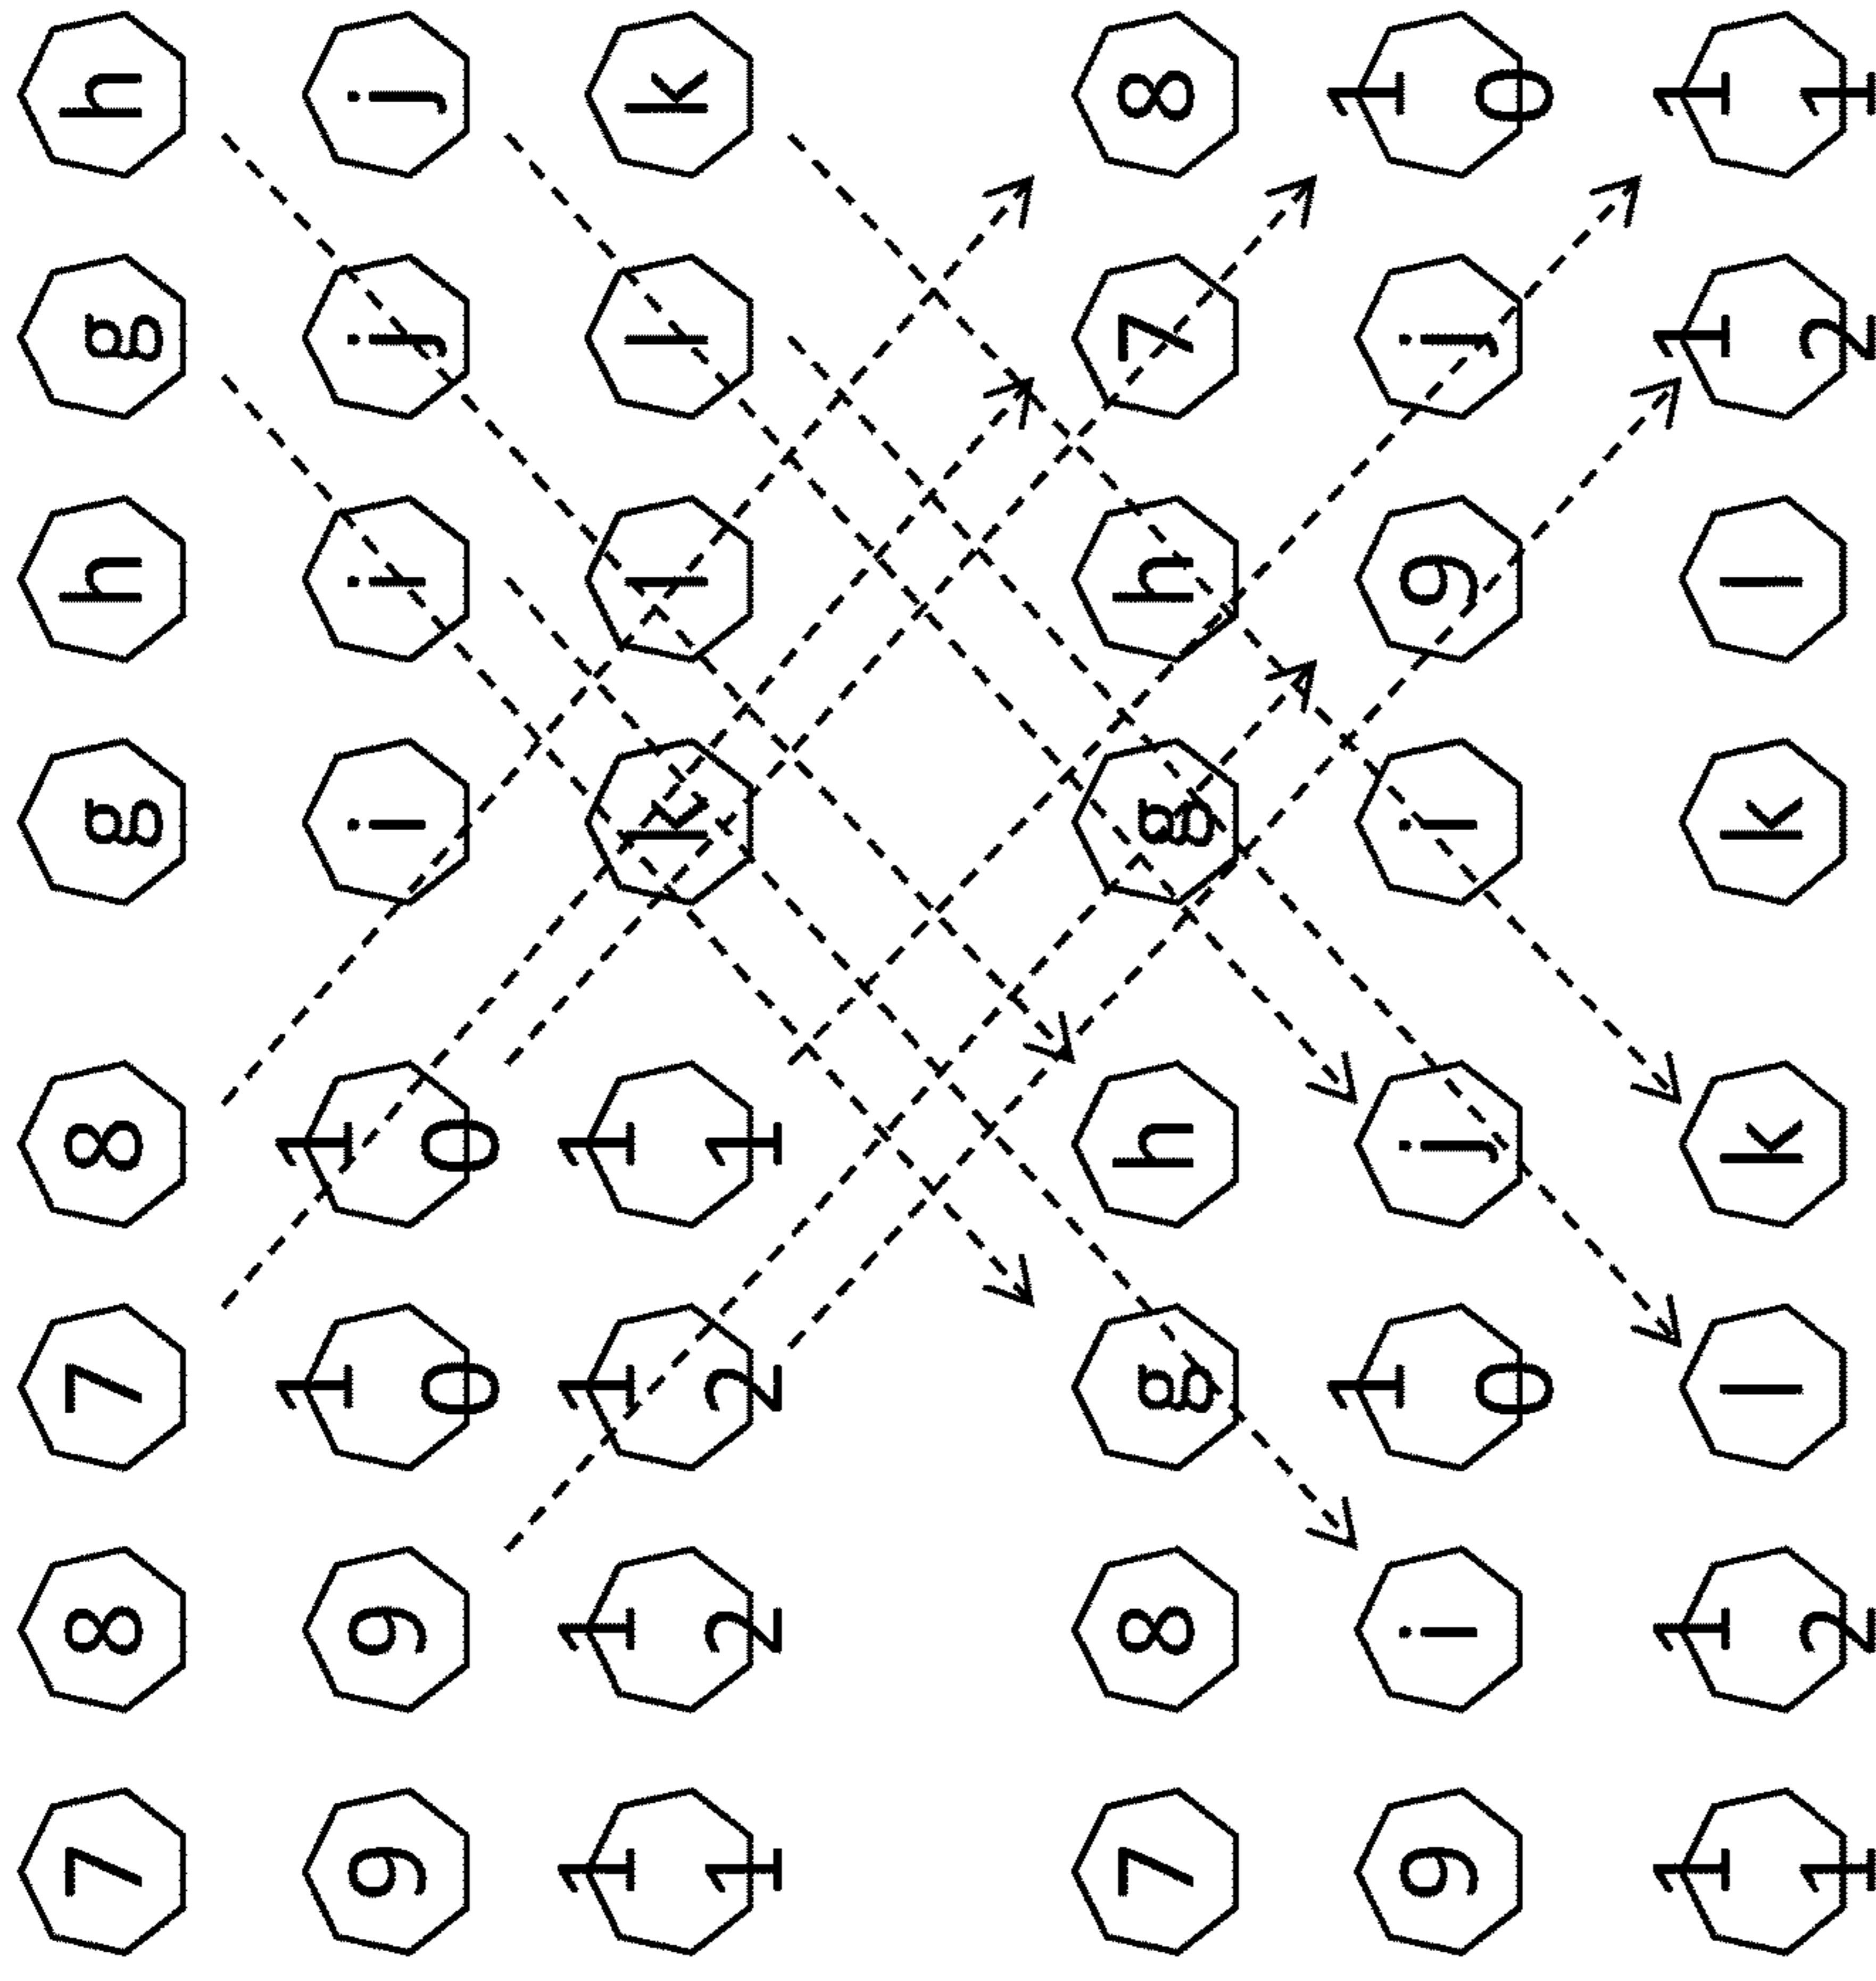 7 8 7 8 g h g h
9 9 10 10 i i j j
11 12 12 11 k l l k
7 8 g h g h 7 8
9 i 10 j i 9 j 10
11 12 l k k l 12 11